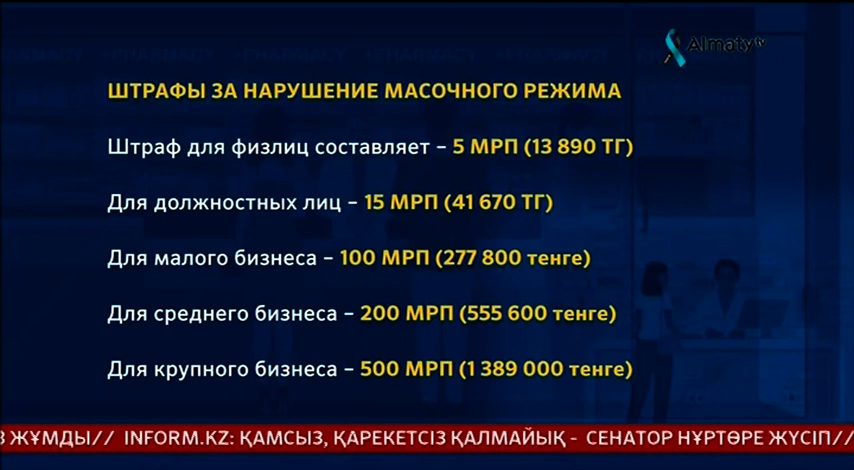 Almaty tv
ШТРАФЫ ЗА НАРУШЕНИЕ МАСОЧНОГО РЕЖИМА
Штраф для физлиц составляет – 5 МРП (13 890 ТГ)
Для должностных лиц – 15 МРП (41 670 ТГ)
Для малого бизнеса – 100 МРП (277 800 тенге)
Для среднего бизнеса – 200 МРП (555 600 тенге)
Для крупного бизнеса – 500 МРП (1 389 000 тенге)
ЖҰМДЫ// INFORM.KZ: ҚАМСЫЗ, ҚАРЕКЕТСІЗ ҚАЛМАЙЫҚ - СЕНАТОР НҰРТӨРЕ ЖҮСІП//